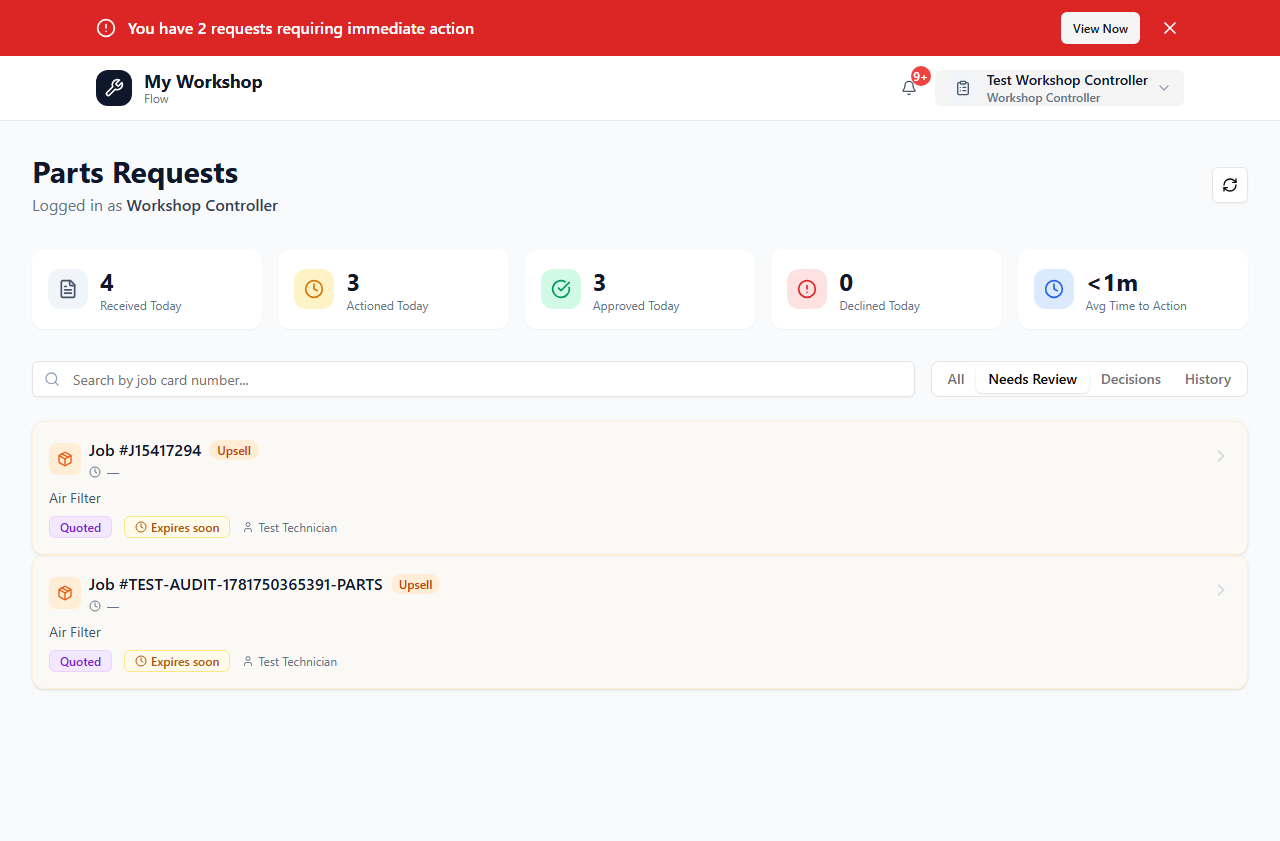 You have 2 requests requiring immediate action
View Now
My Workshop
Flow
9+
Test Workshop Controller
Workshop Controller
Parts Requests
Logged in as Workshop Controller
4
Received Today
3
Actioned Today
3
Approved Today
0
Declined Today
<1m
Avg Time to Action
Search by job card number...
All Needs Review Decisions History
Job #J15417294 Upsell
—
Air Filter
Quoted Expires soon Test Technician
Job #TEST-AUDIT-1781750365391-PARTS Upsell
—
Air Filter
Quoted Expires soon Test Technician